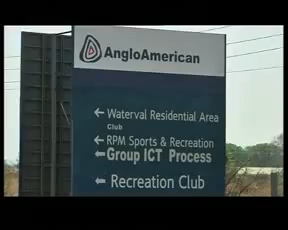 AngloAmerican
Waterval Residential Area
Club
RPM Sports & Recreation
Group ICT Process
Recreation Club